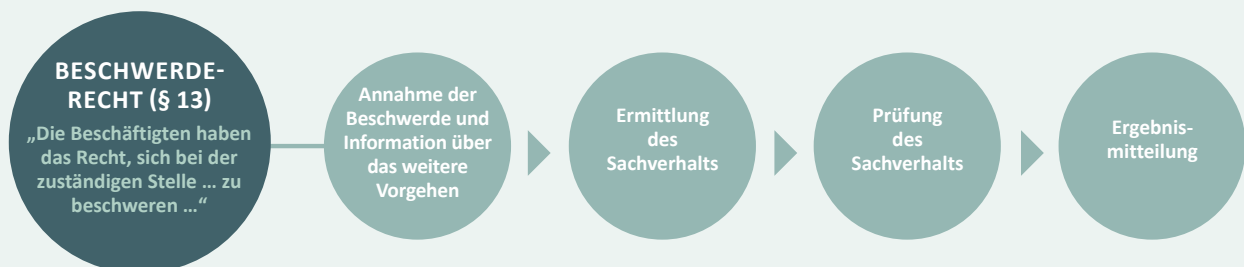 BESCHWERDE-
RECHT (§ 13)
„Die Beschäftigten haben
das Recht, sich bei der
zuständigen Stelle ... zu
beschweren ...“
Annahme der
Beschwerde und
Information über
das weitere
Vorgehen
Ermittlung
des
Sachverhalts
Prüfung
des
Sachverhalts
Ergebnis-
mitteilung